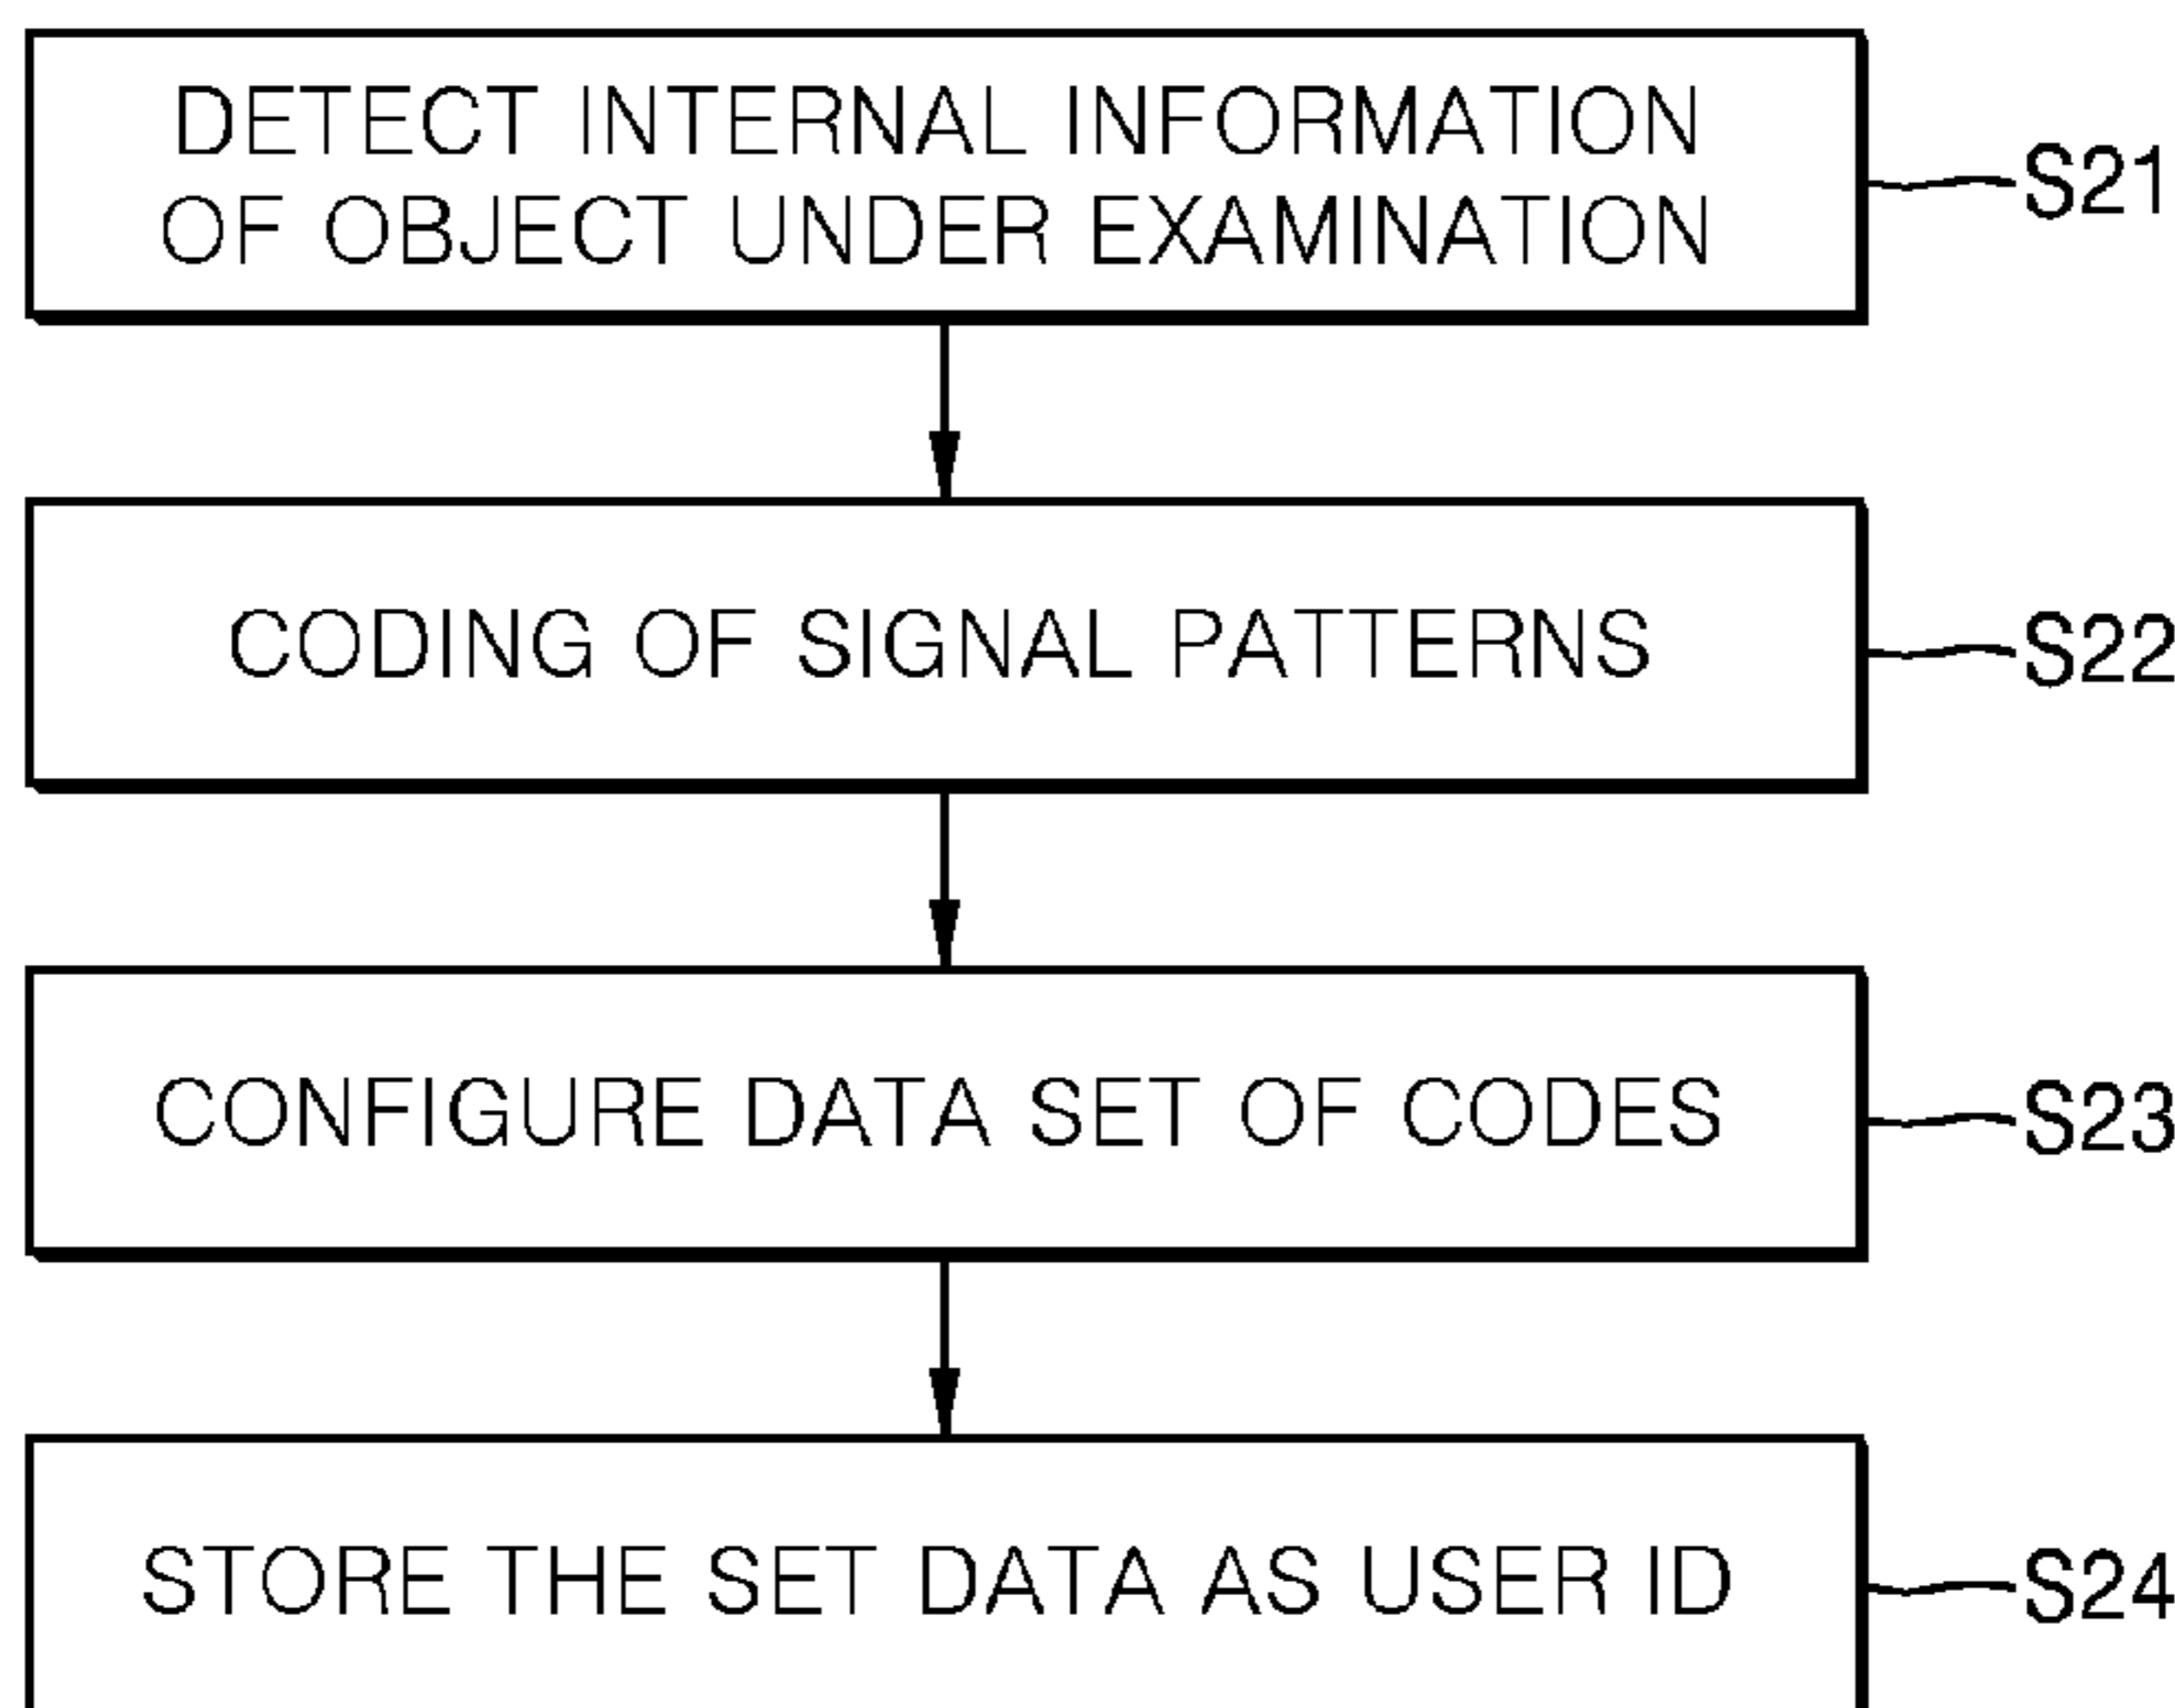 DETECT INTERNAL INFORMATION
OF OBJECT UNDER EXAMINATION
S21
CODING OF SIGNAL PATTERNS
S22
CONFIGURE DATA SET OF CODES
S23
STORE THE SET DATA AS USER ID
S24